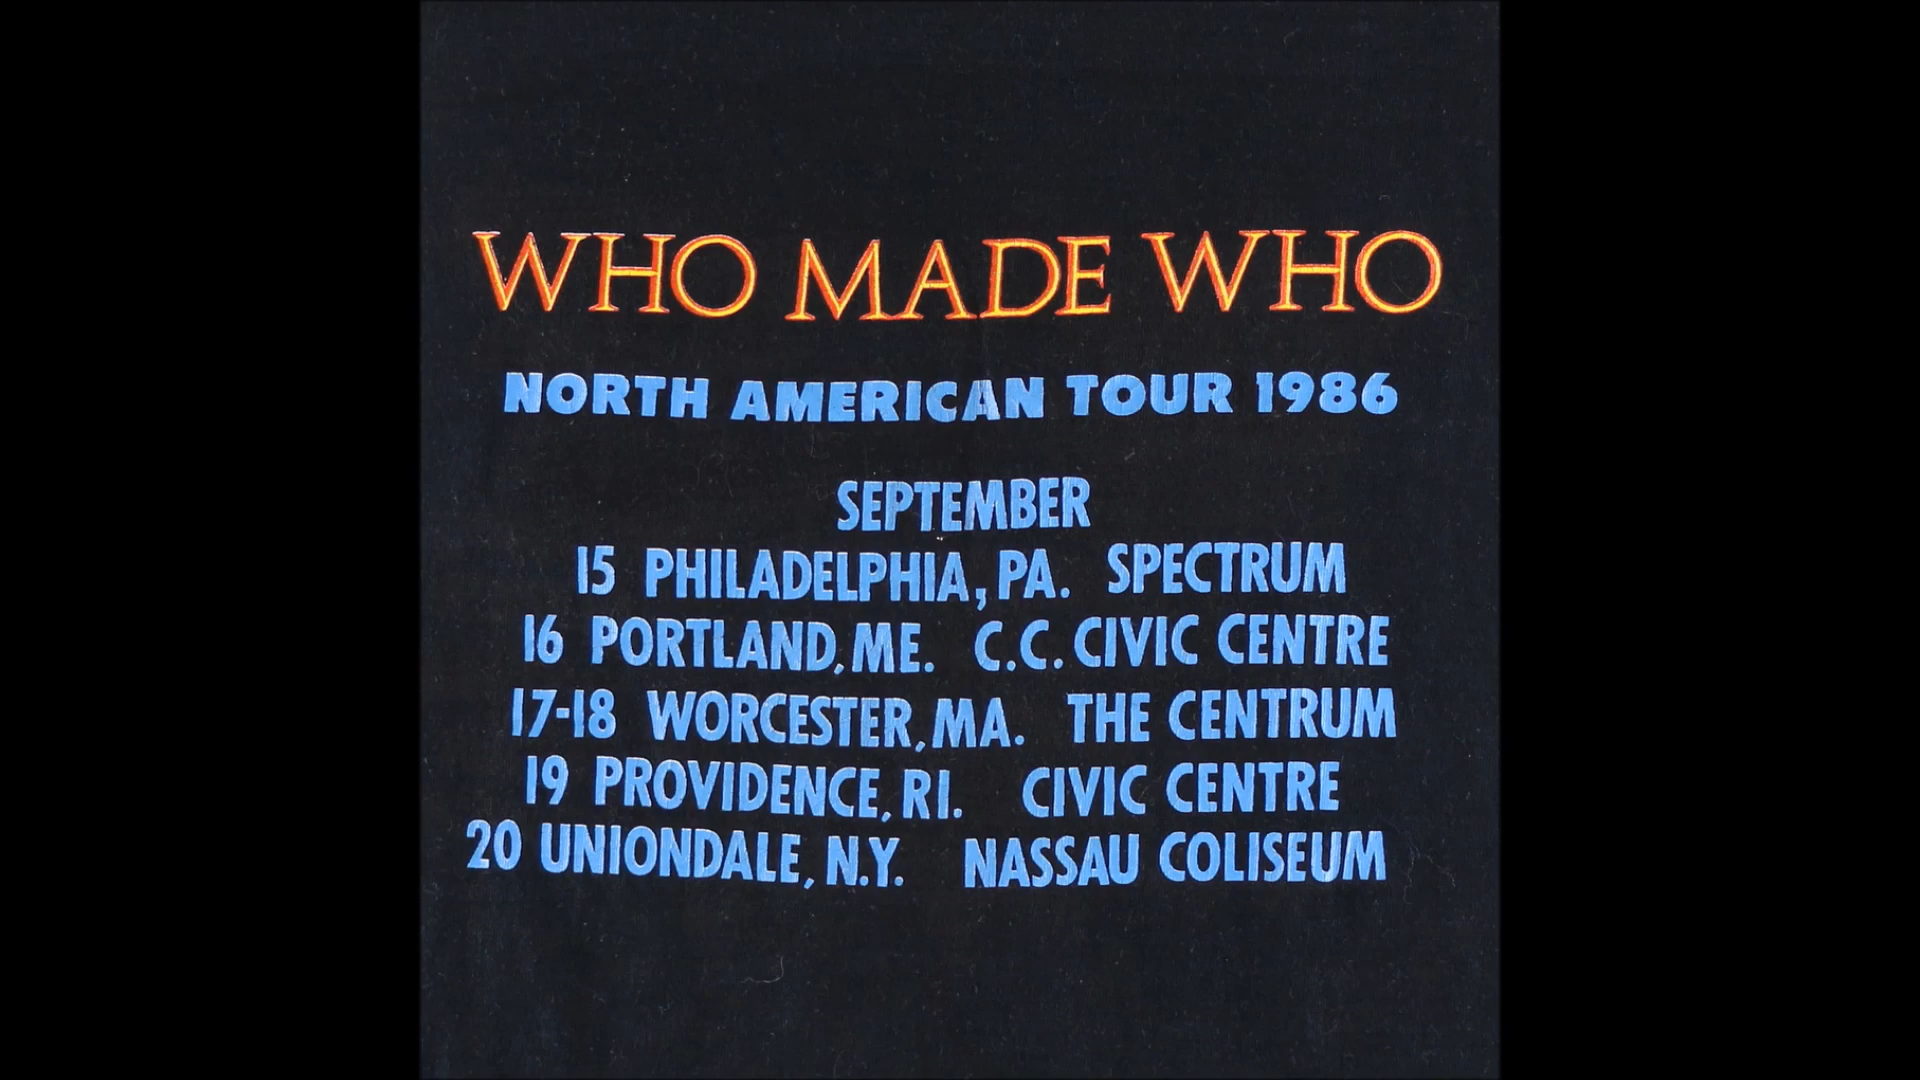 WHO MADE WHO
NORTH AMERICAN TOUR 1986
SEPTEMBER
15 PHILADELPHIA, PA. SPECTRUM
16 PORTLAND, ME. C.C. CIVIC CENTRE
17-18 WORCESTER, MA. THE CENTRUM
19 PROVIDENCE, RI. CIVIC CENTRE
20 UNIONDALE, N.Y. NASSAU COLISEUM